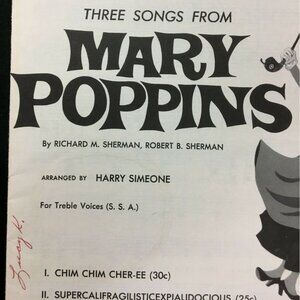 THREE SONGS FROM
MARY
POPPINS
By RICHARD M. SHERMAN, ROBERT B. SHERMAN
ARRANGED BY HARRY SIMEONE
For Treble Voices (S. S. A.)
I. CHIM CHIM CHER-EE (30c)
II. SUPERCALIFRAGILISTICEXPIALIDOCIOUS (25c)
Lucy K.